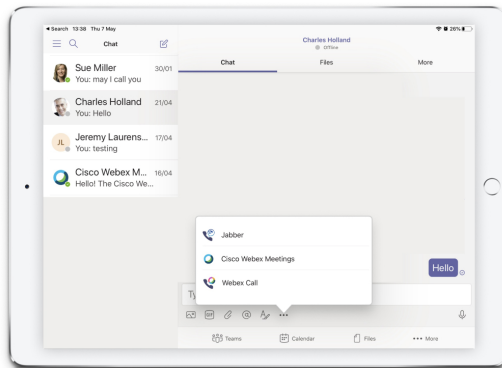 Search 13:38 Thu 7 May
26%
Chat
Sue Miller 30/01
You: may I call you
Charles Holland 21/04
You: Hello
JL
Jeremy Laurens... 17/04
You: testing
Cisco Webex M... 16/04
Hello! The Cisco We...
Charles Holland
Offline
Chat Files More
Hello
Jabber
Cisco Webex Meetings
Webex Call
Ty
GIF
Teams Calendar Files More